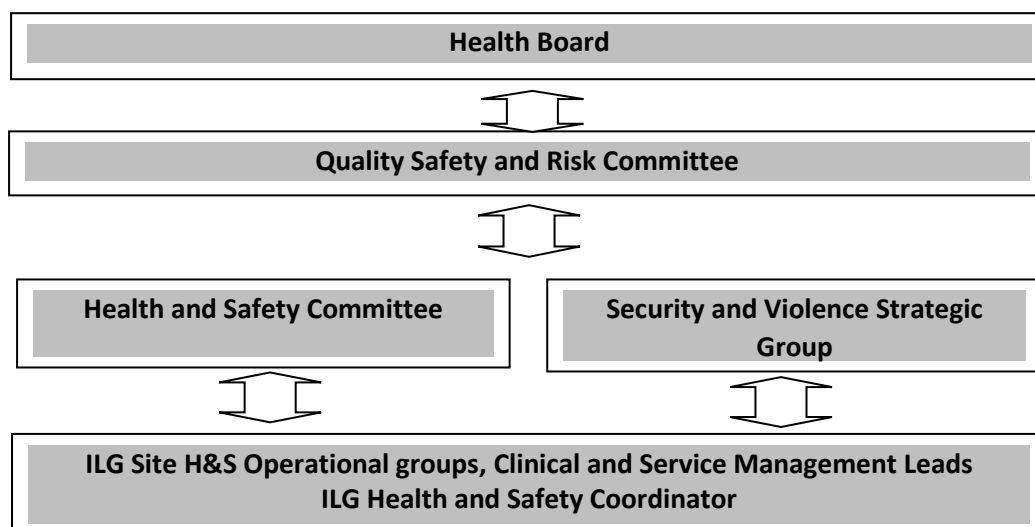 Health Board
Quality Safety and Risk Committee
Health and Safety Committee
Security and Violence Strategic
Group
ILG Site H&S Operational groups, Clinical and Service Management Leads
ILG Health and Safety Coordinator